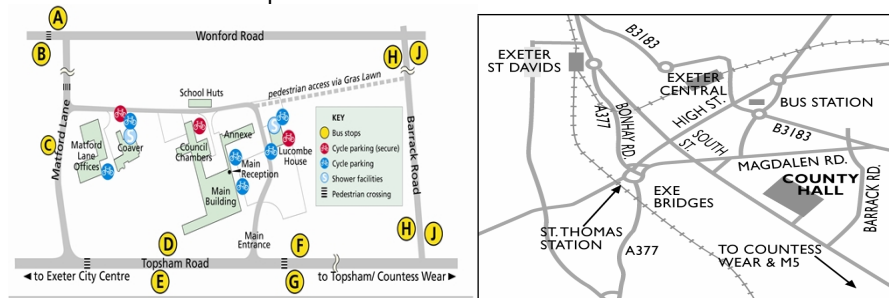 A
B
Wonford Road
H
J
School Huts
pedestrian access via Gras Lawn
Matford Lane
C
Matford
Lane
Offices
Coaver
Council
Chambers
Annexe
S
S
Lucombe
House
Main
Reception
Main
Building
Main
Entrance
Barrack Road
KEY
Bus stops
Cycle parking (secure)
Cycle parking
S
Shower facilities
Pedestrian crossing
H
J
D
F
Topsham Road
E
G
to Exeter City Centre
to Topsham/ Countess Wear
B3183
EXETER
ST DAVIDS
EXETER
CENTRAL
A377
BONHAY RD.
HIGH ST.
SOUTH
ST.
BUS STATION
B3183
MAGDALEN RD.
COUNTY
HALL
BARRACK RD.
EXE
BRIDGES
ST. THOMAS
STATION
A377
TO COUNTESS
WEAR & M5